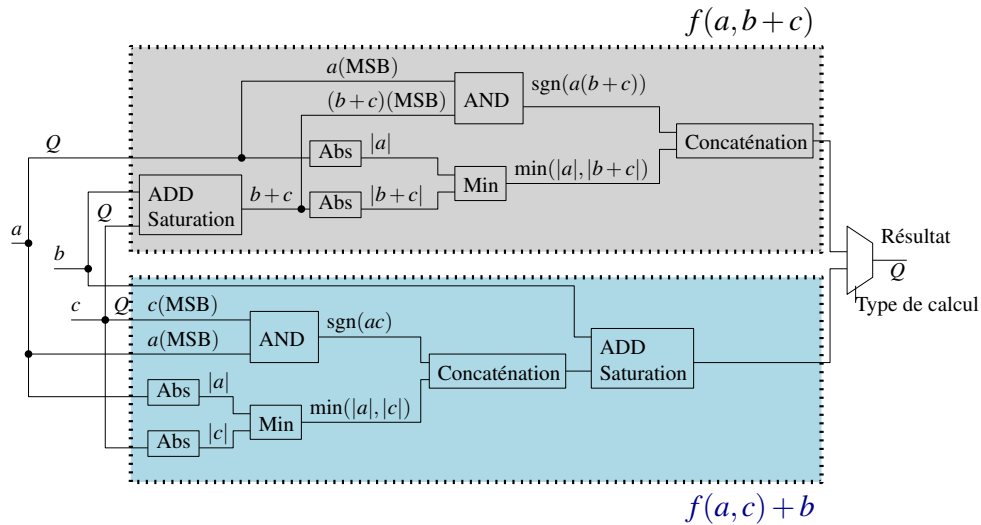 f(a, b + c)
a(MSB)
sgn(a(b + c))
(b + c)(MSB)
AND
Q
Abs
|a|
Concaténation
min(|a|, |b + c|)
Min
ADD
Saturation
b + c
Abs
|b + c|
Q
a
b
Résultat
Q
c
Q
c(MSB)
sgn(ac)
Type de calcul
a(MSB)
AND
ADD
Saturation
Concaténation
Abs
|a|
min(|a|, |c|)
Min
Abs
|c|
f(a, c) + b